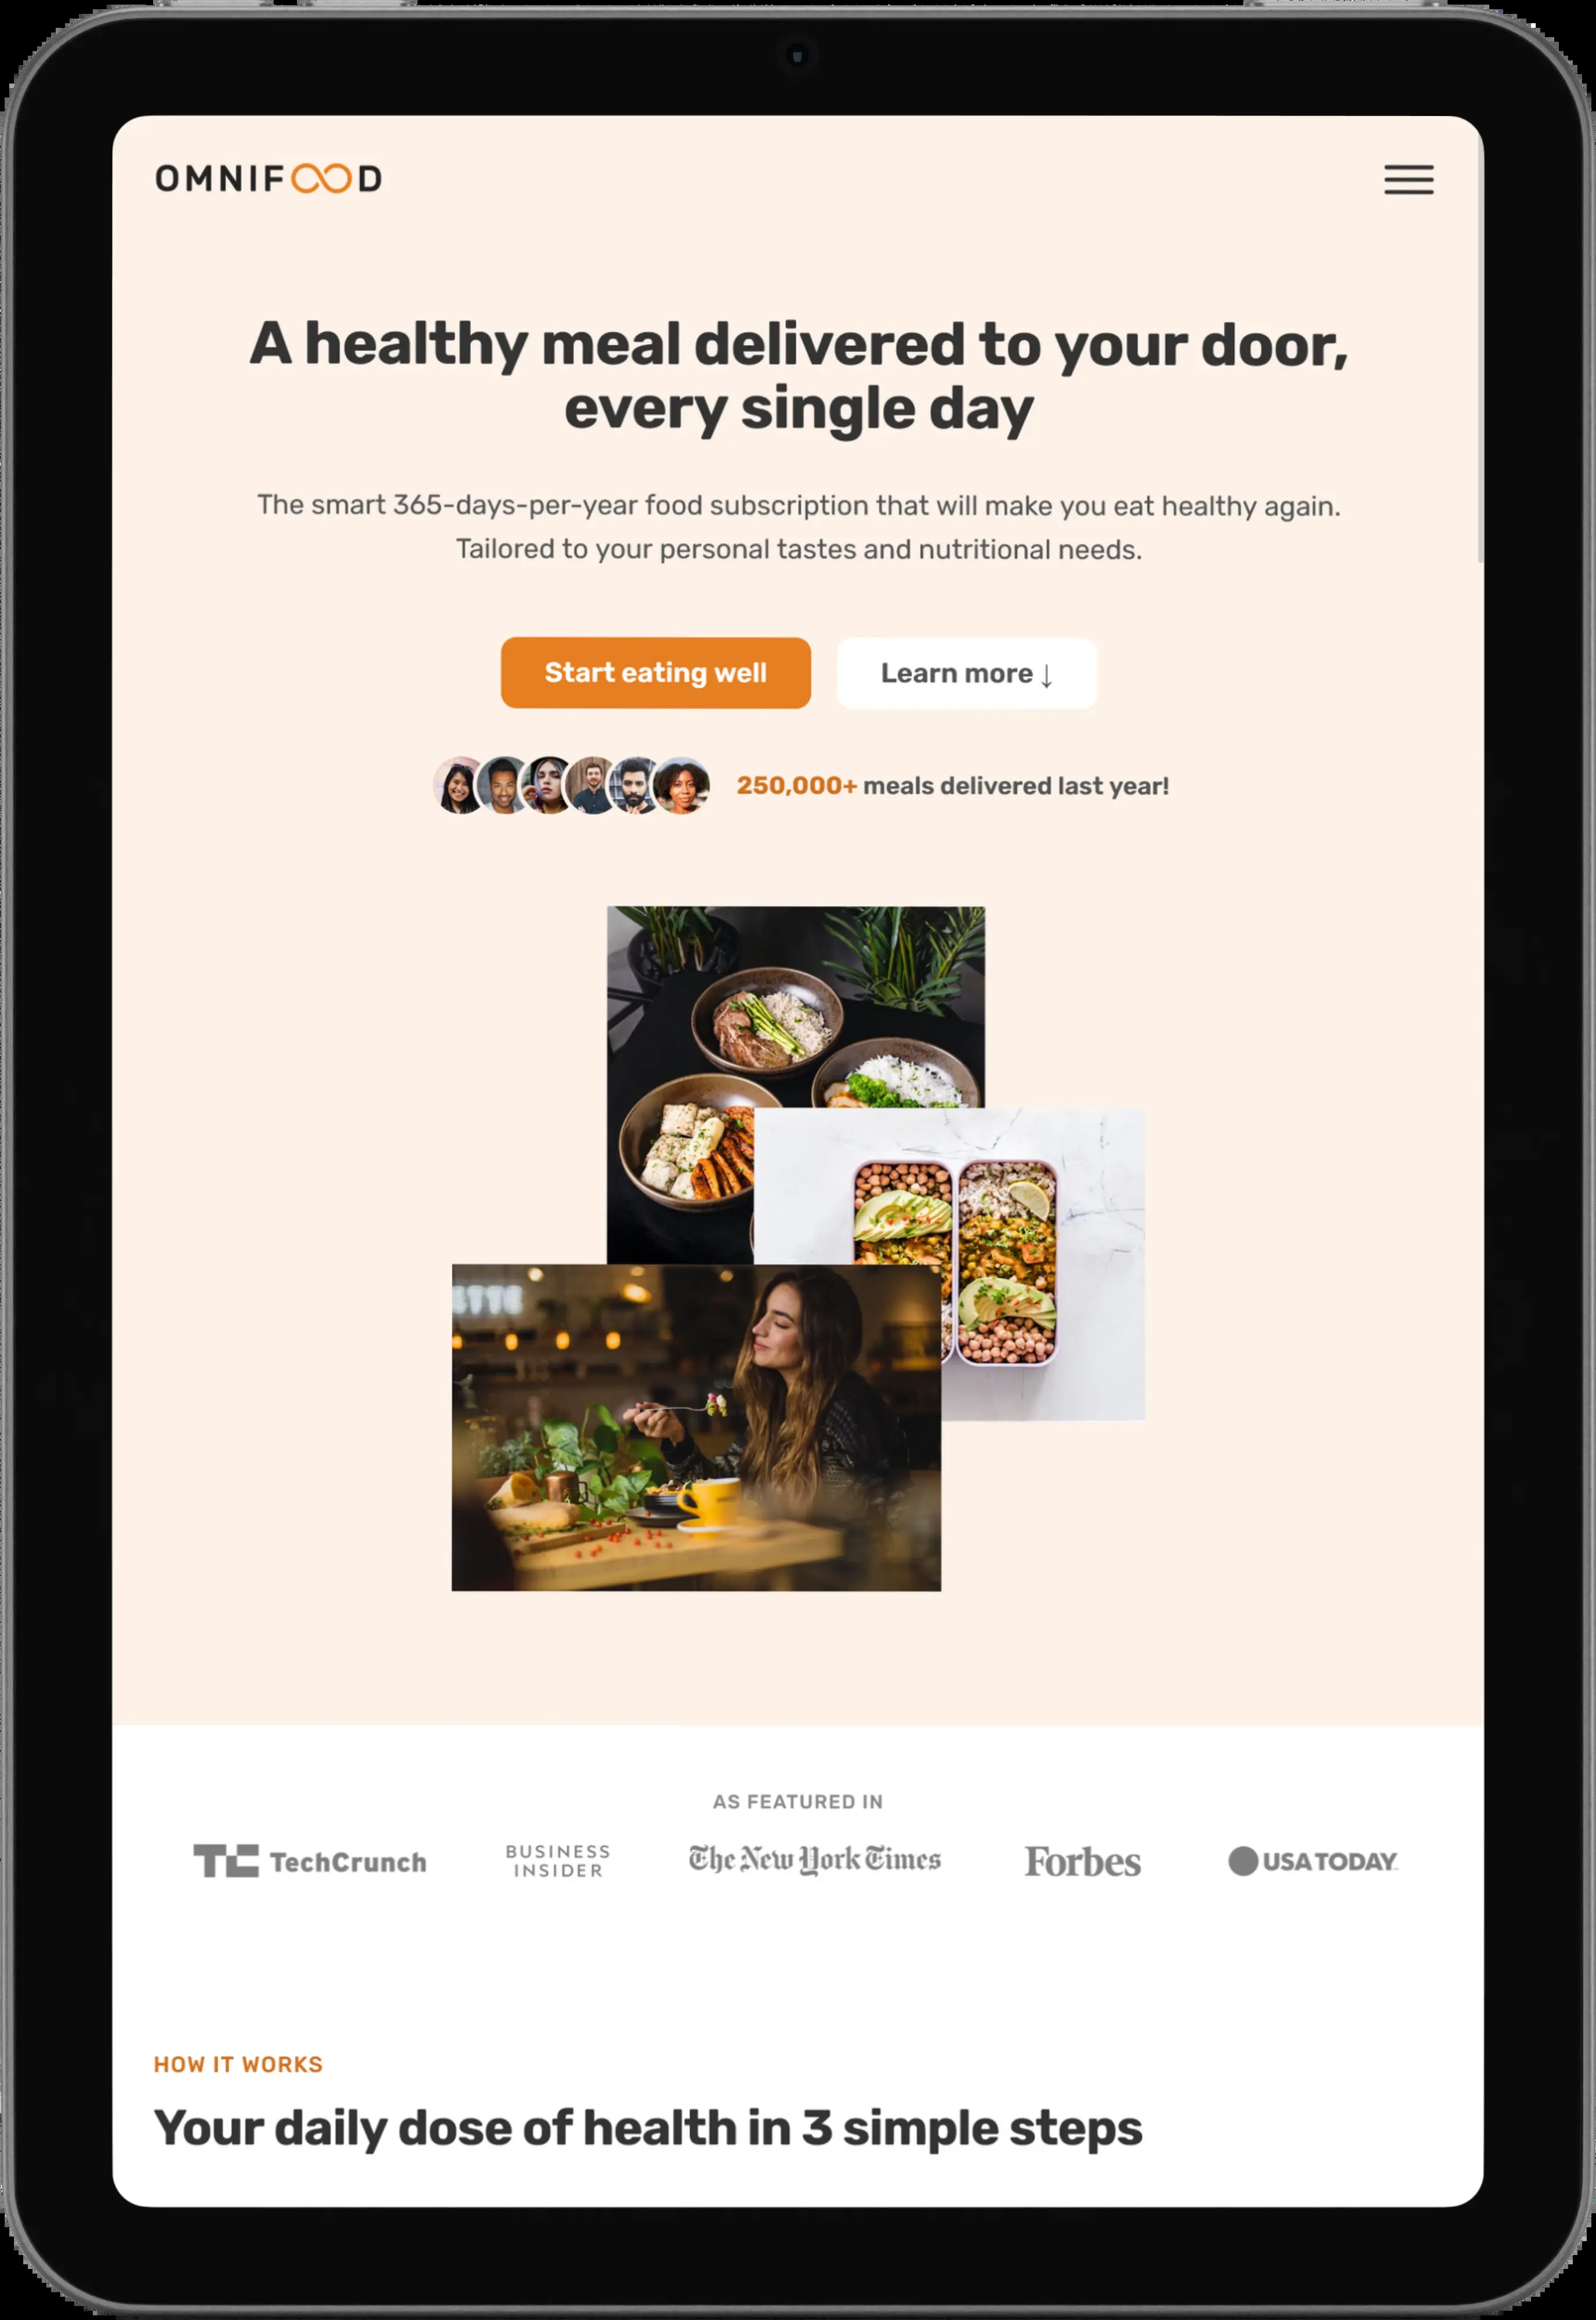 OMNIFOOD
A healthy meal delivered to your door,
every single day
The smart 365-days-per-year food subscription that will make you eat healthy again.
Tailored to your personal tastes and nutritional needs.
Start eating well
Learn more ↓
250,000+ meals delivered last year!
AS FEATURED IN
TC TechCrunch
BUSINESS
INSIDER
The New York Times
Forbes
USA TODAY
HOW IT WORKS
Your daily dose of health in 3 simple steps